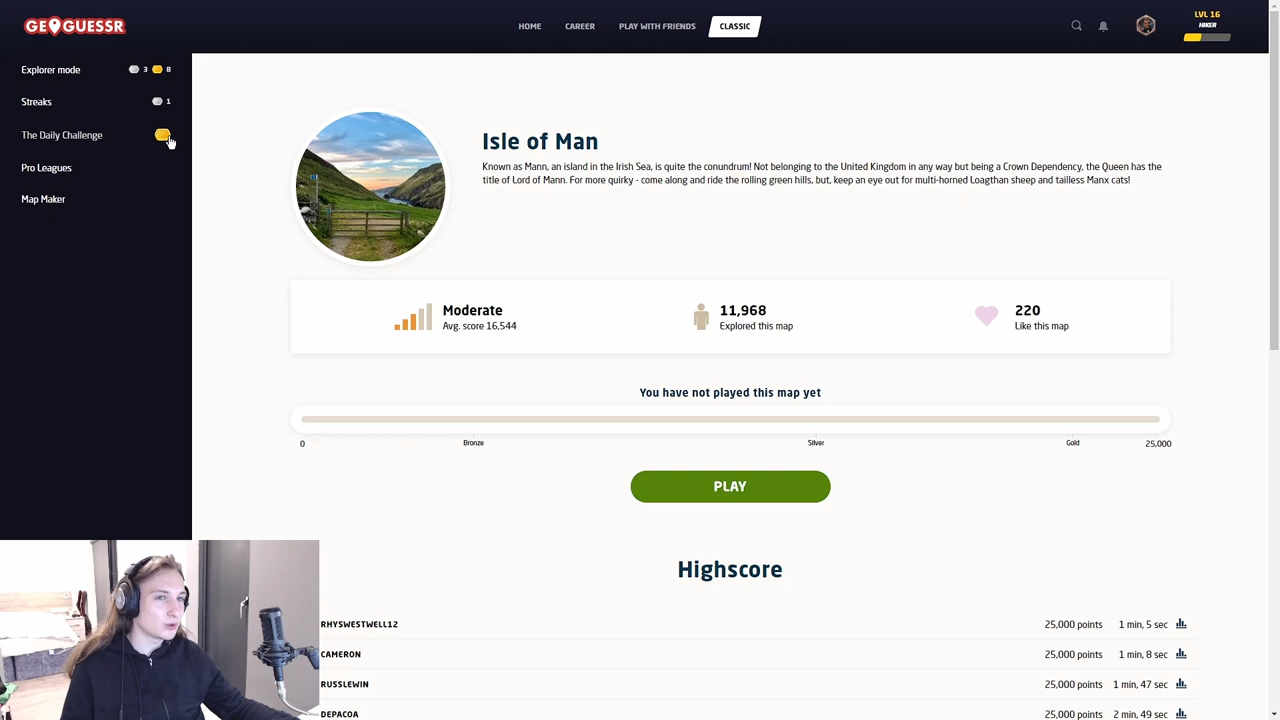 GEOGUESSR
HOME
CAREER
PLAY WITH FRIENDS
CLASSIC
LVL 16
HIKER
Explorer mode
3
8
Streaks
1
The Daily Challenge
Pro Leagues
Map Maker
Isle of Man
Known as Mann, an island in the Irish Sea, is quite the conundrum! Not belonging to the United Kingdom in any way but being a Crown Dependency, the Queen has the
title of Lord of Mann. For more quirky - come along and ride the rolling green hills, but, keep an eye out for multi-horned Loagthan sheep and tailless Manx cats!
Moderate
Avg. score 16,544
11,968
Explored this map
220
Like this map
You have not played this map yet
0
Bronze
Silver
Gold
25,000
PLAY
Highscore
RHYSWESTWELL12
25,000 points
1 min, 5 sec
CAMERON
25,000 points
1 min, 8 sec
RUSSLEWIN
25,000 points
1 min, 47 sec
DEPACOA
25,000 points
2 min, 49 sec